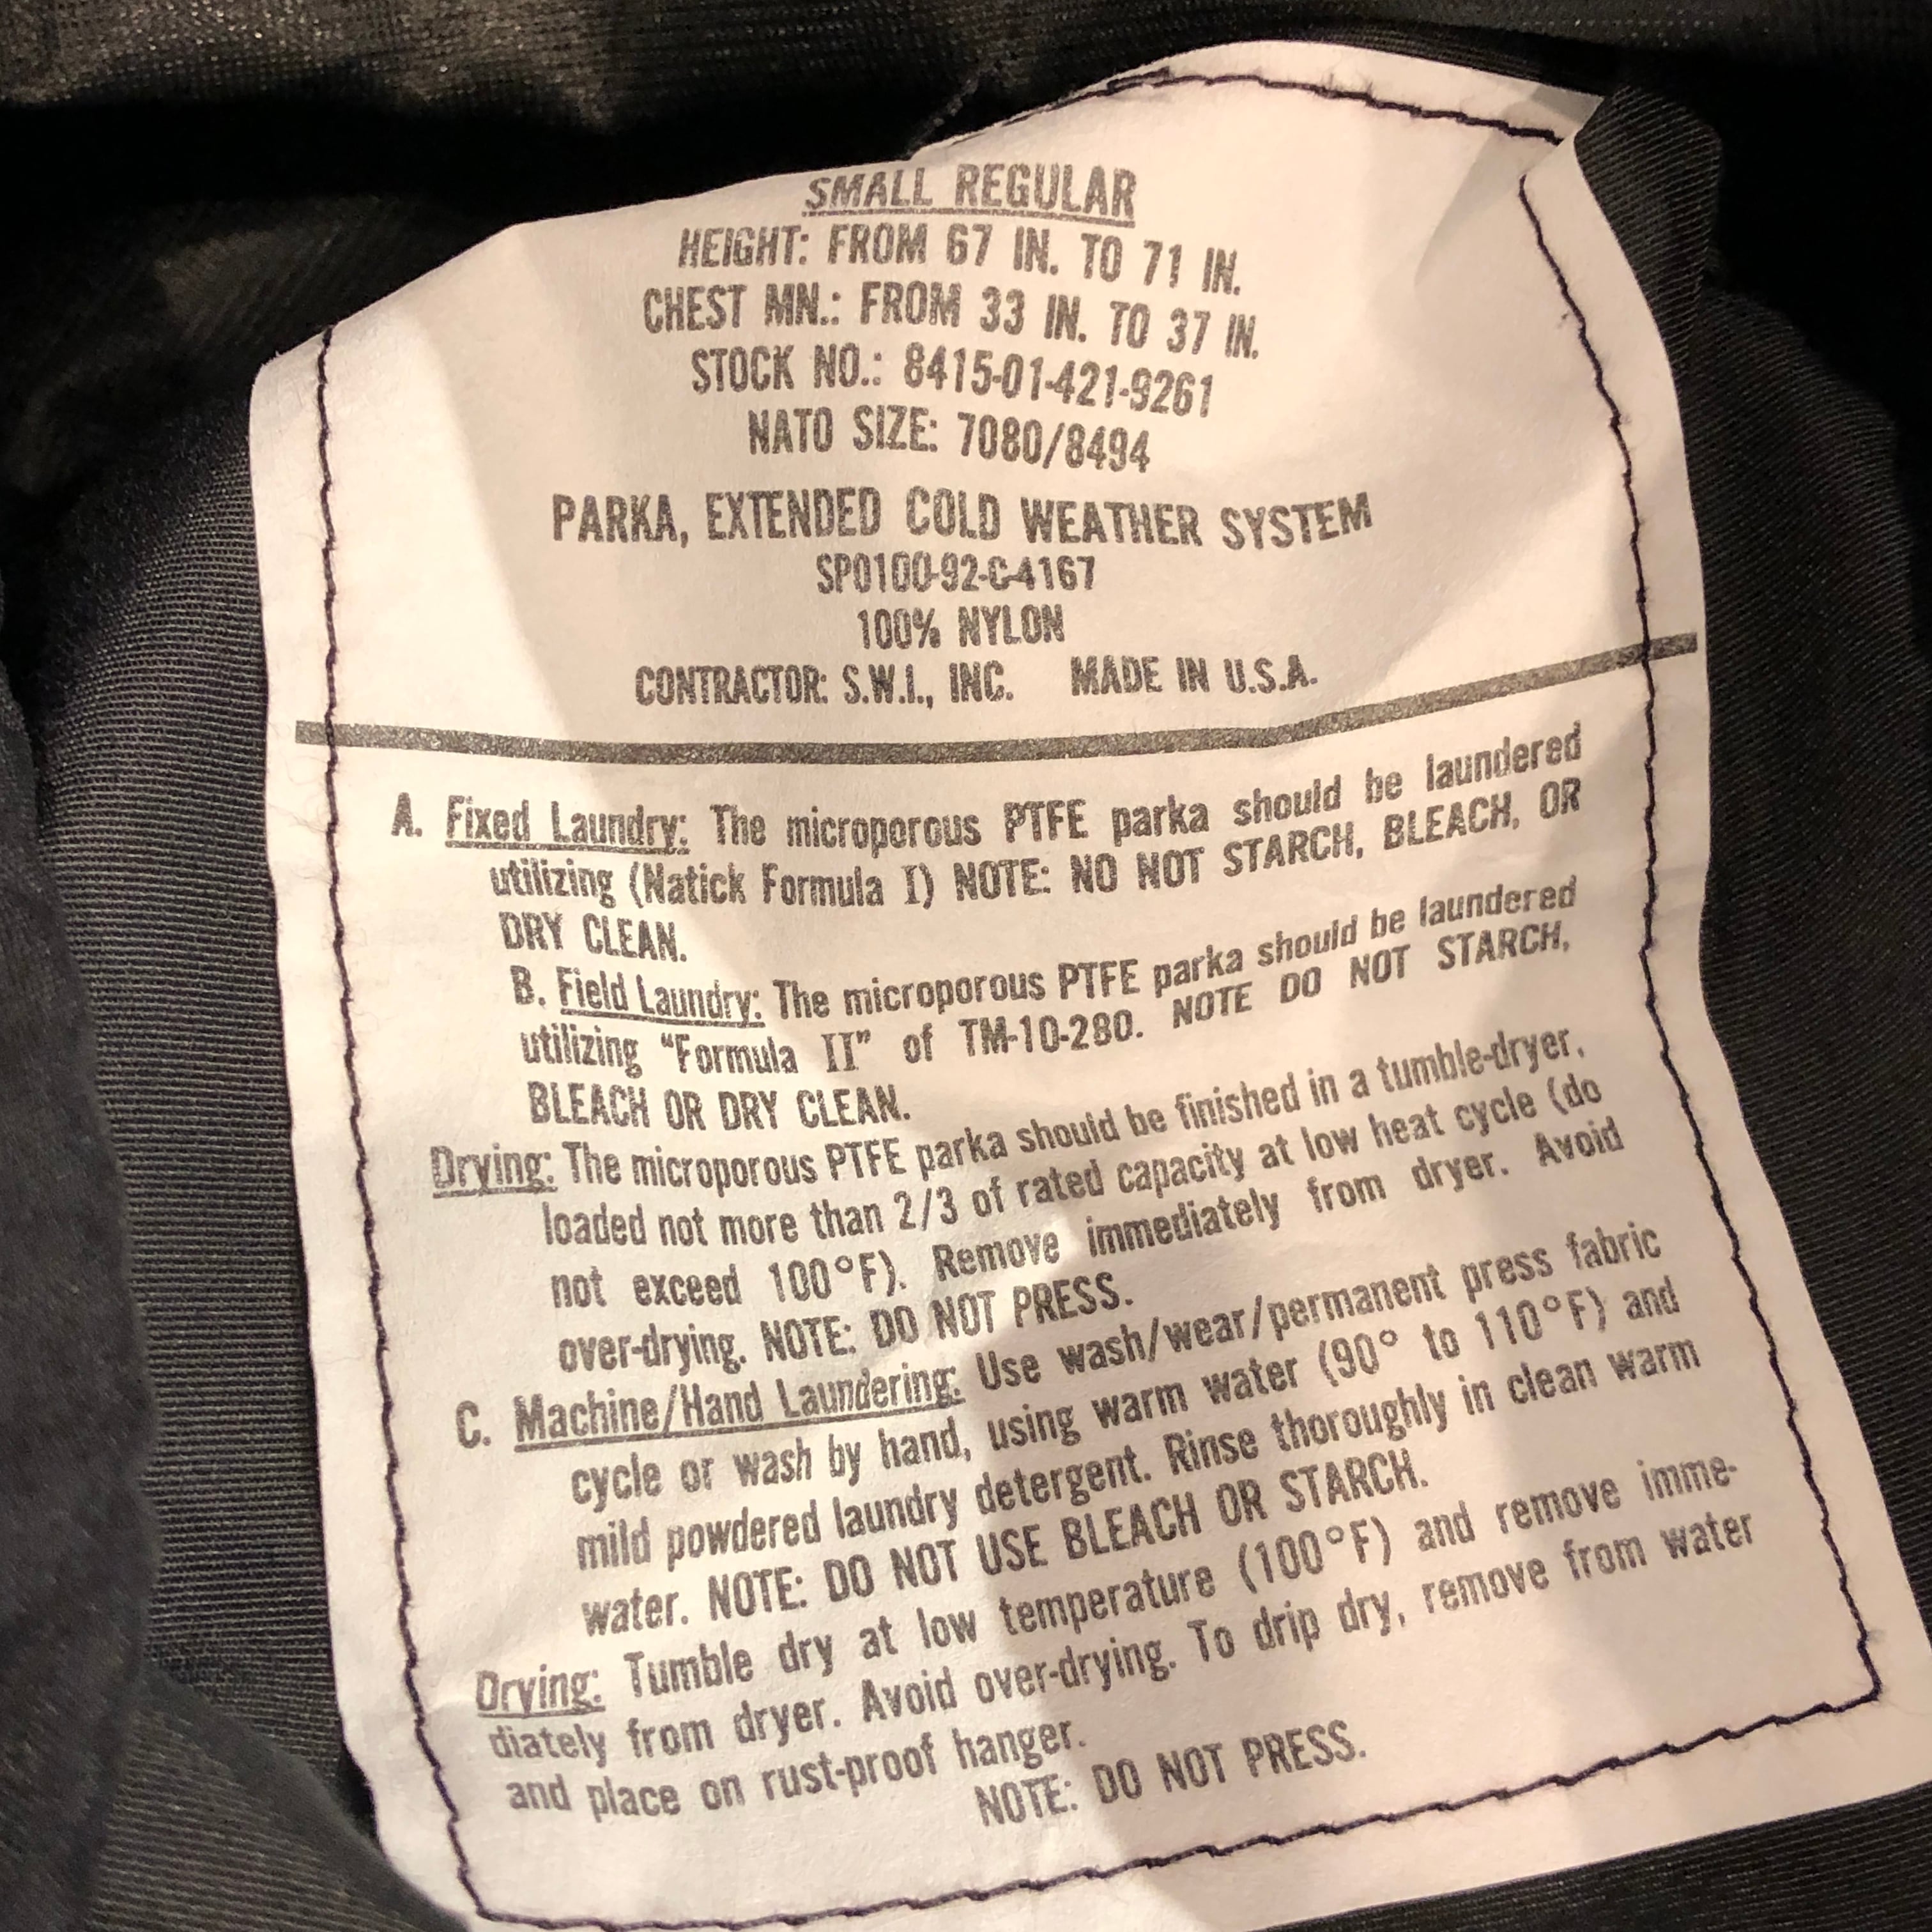 SMALL REGULAR
HEIGHT: FROM 67 IN. TO 71 IN.
CHEST MN.: FROM 33 IN. TO 37 IN.
STOCK NO.: 8415-01-421-9261
NATO SIZE: 7080/8494
PARKA, EXTENDED COLD WEATHER SYSTEM
SP0100-92-C-4167
100% NYLON
CONTRACTOR: S.W.I., INC. MADE IN U.S.A.
A. Fixed Laundry: The microporous PTFE parka should be laundered
utilizing (Natick Formula I) NOTE: NO NOT STARCH, BLEACH, OR
DRY CLEAN.
B. Field Laundry: The microporous PTFE parka should be laundered
utilizing "Formula II" of TM-10-280. NOTE DO NOT STARCH,
BLEACH OR DRY CLEAN.
Drying: The microporous PTFE parka should be finished in a tumble-dryer,
loaded not more than 2/3 of rated capacity at low heat cycle (do
not exceed 100°F). Remove immediately from dryer. Avoid
over-drying. NOTE: DO NOT PRESS.
C. Machine/Hand Laundering: Use wash/wear/permanent press fabric
cycle or wash by hand, using warm water (90° to 110°F) and
mild powdered laundry detergent. Rinse thoroughly in clean warm
water. NOTE: DO NOT USE BLEACH OR STARCH.
Drying: Tumble dry at low temperature (100°F) and remove imme-
diately from dryer. Avoid over-drying. To drip dry, remove from water
and place on rust-proof hanger.
NOTE: DO NOT PRESS.